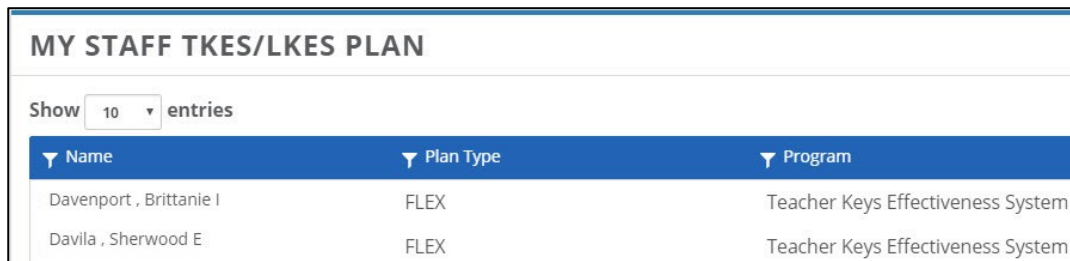 MY STAFF TKES/LKES PLAN
Show 10 entries
Name Plan Type Program
Davenport , Brittanie I FLEX Teacher Keys Effectiveness System
Davila , Sherwood E FLEX Teacher Keys Effectiveness System